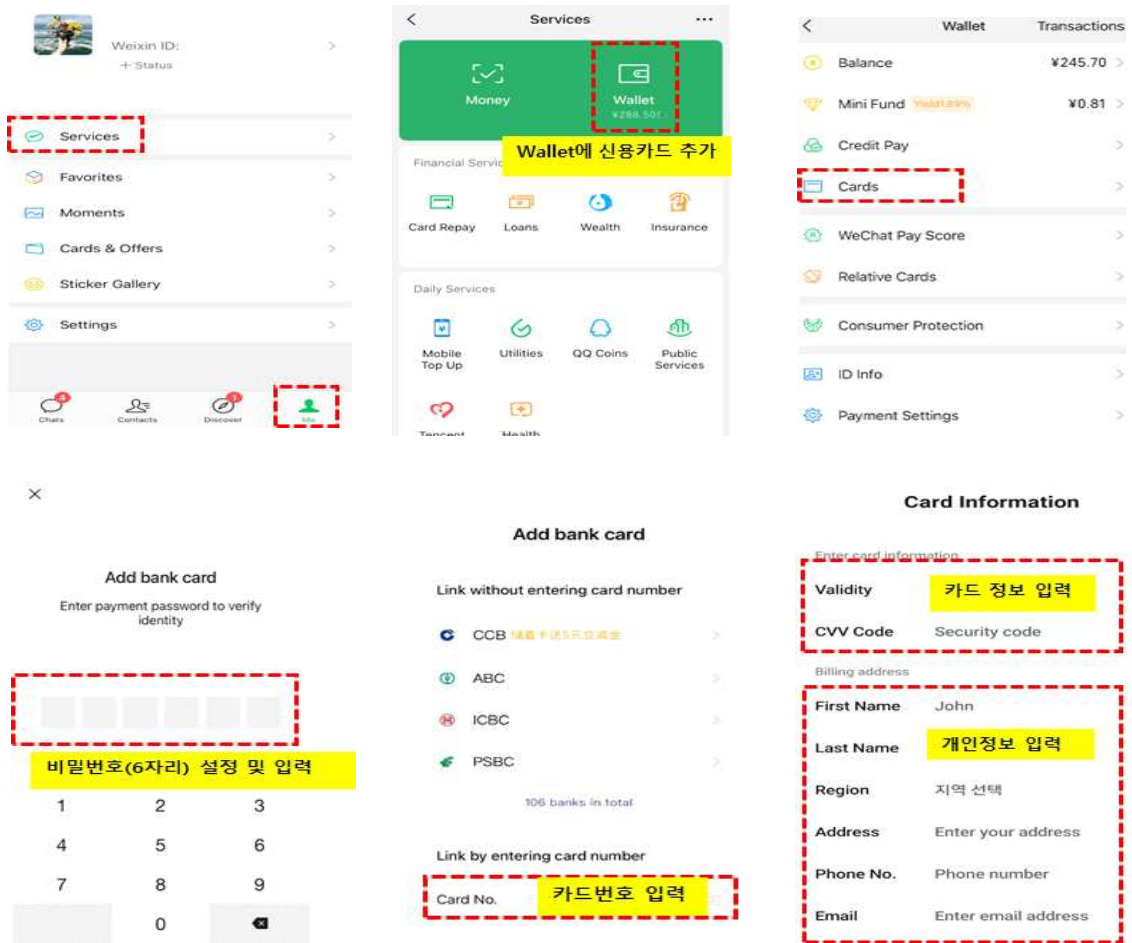 Weixin ID:
+ Status
Services
Favorites
Moments
Cards & Offers
Sticker Gallery
Settings
Chats
Contacts
Discover
Me
4
1
Services
Money
Wallet
Wallet에 신용카드 추가
Financial
Card Repay
Loans
Wealth
Insurance
Daily Services
Mobile Top Up
Utilities
QQ Coins
Public Services
Tencent
Health
Wallet
Transactions
Balance
¥245.70
Mini Fund
¥0.81
Credit Pay
Cards
WeChat Pay Score
Relative Cards
Consumer Protection
ID Info
Payment Settings
Add bank card
Enter payment password to verify
identity
비밀번호(6자리) 설정 및 입력
1 2 3
4 5 6
7 8 9
0
Add bank card
Link without entering card number
CCB
ABC
ICBC
PSBC
106 banks in total
Link by entering card number
Card No.
카드번호 입력
Card Information
Enter card information
Validity
카드 정보 입력
CVV Code
Security code
Billing address
First Name
John
Last Name
개인정보 입력
Region
지역 선택
Address
Enter your address
Phone No.
Phone number
Email
Enter email address